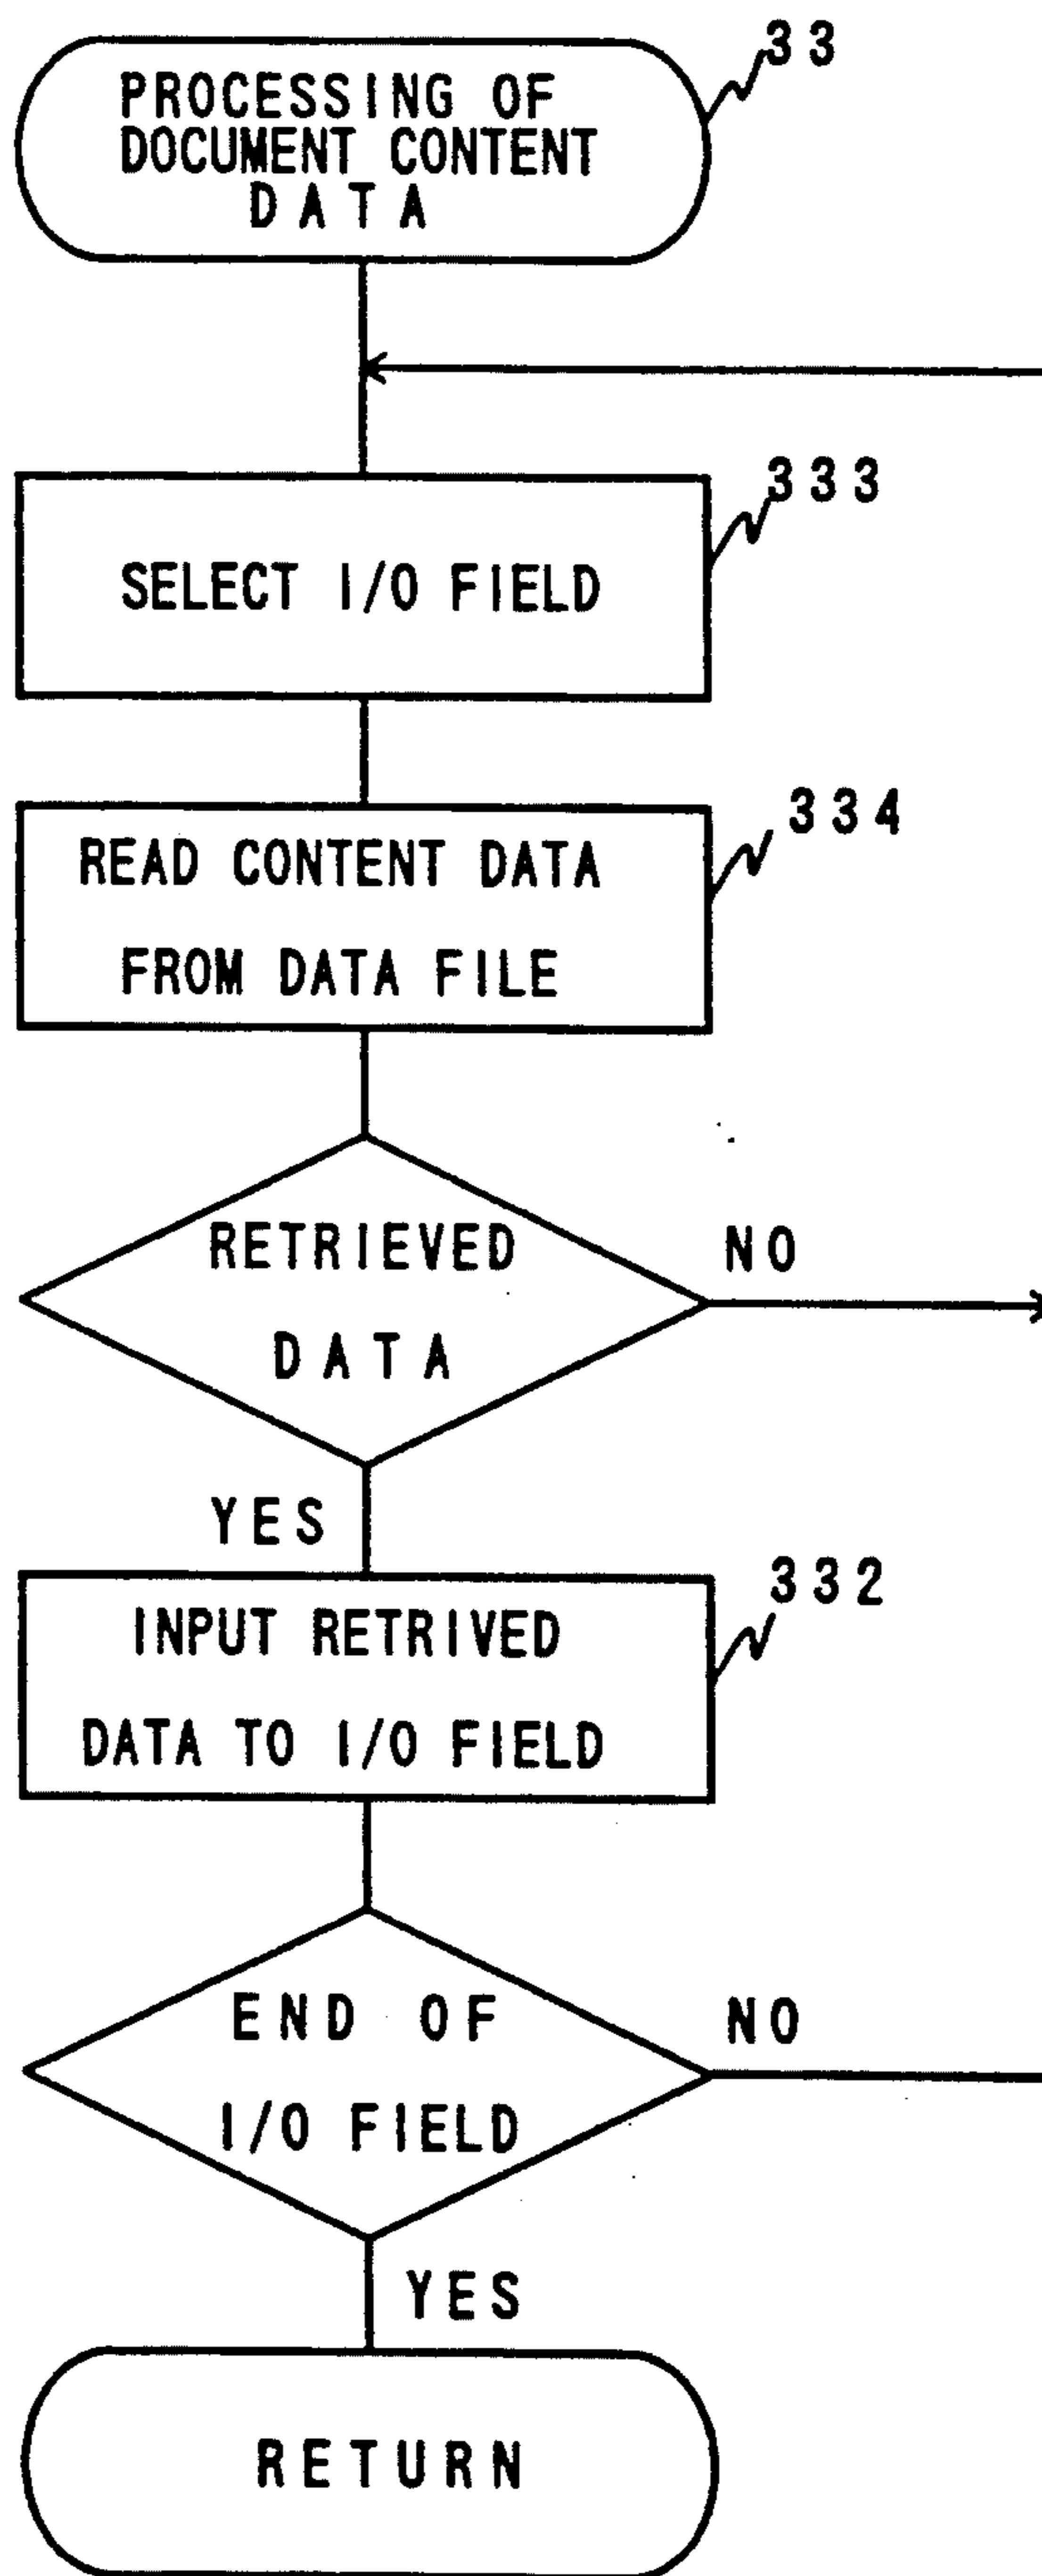 33
PROCESSING OF
DOCUMENT CONTENT
DATA
333
SELECT I/O FIELD
334
READ CONTENT DATA
FROM DATA FILE
RETRIEVED
DATA
NO
YES
332
INPUT RETRIVED
DATA TO I/O FIELD
END OF
I/O FIELD
NO
YES
RETURN